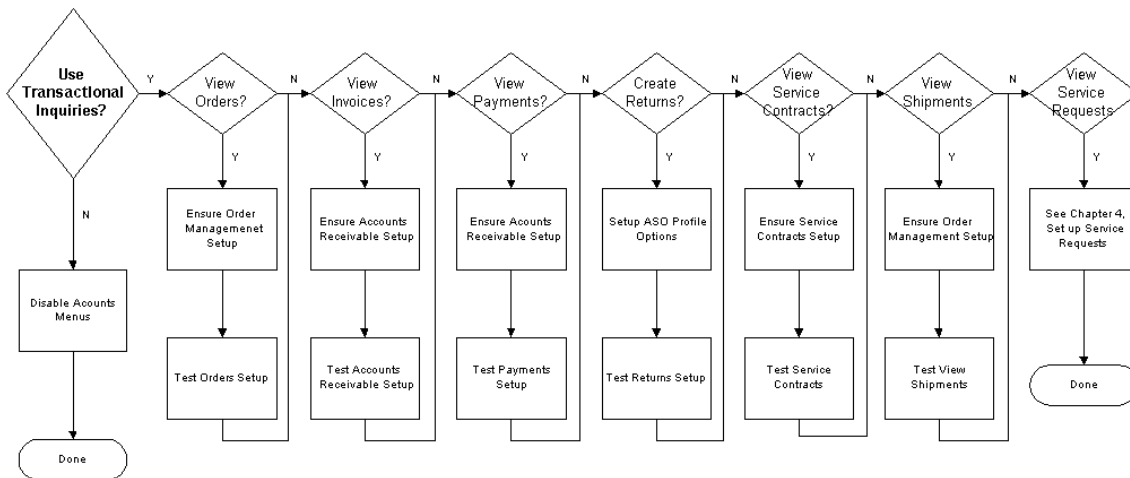 Use
Transactional
Inquiries?
Y
N
Disable Acounts
Menus
Done
View
Orders?
N
Y
Ensure Order
Managemenet
Setup
Test Orders Setup
View
Invoices?
N
Y
Ensure Accounts
Receivable Setup
Test Accounts
Receivable Setup
View
Payments?
N
Y
Ensure Acounts
Receivable Setup
Test Payments
Setup
Create
Returns?
N
Y
Setup ASO Profile
Options
Test Returns Setup
View
Service
Contracts?
N
Y
Ensure Service
Contracts Setup
Test Service
Contracts
View
Shipments
N
Y
Ensure Order
Management Setup
Test View
Shipments
View
Service
Requests
Y
See Chapter 4,
Set up Service
Requests
Done